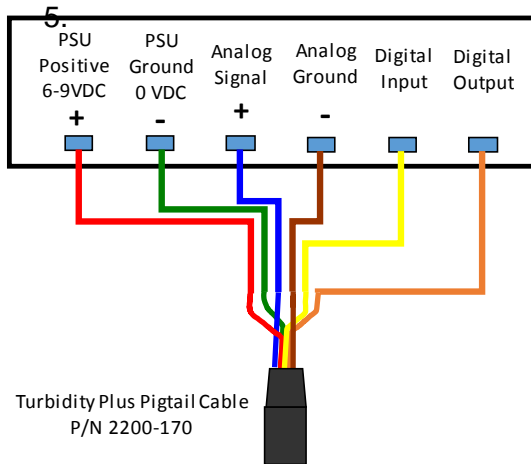 5.
PSU
Positive
6-9VDC
+
PSU
Ground
0 VDC
-
Analog
Signal
+
Analog
Ground
-
Digital
Input
Digital
Output
Turbidity Plus Pigtail Cable
P/N 2200-170